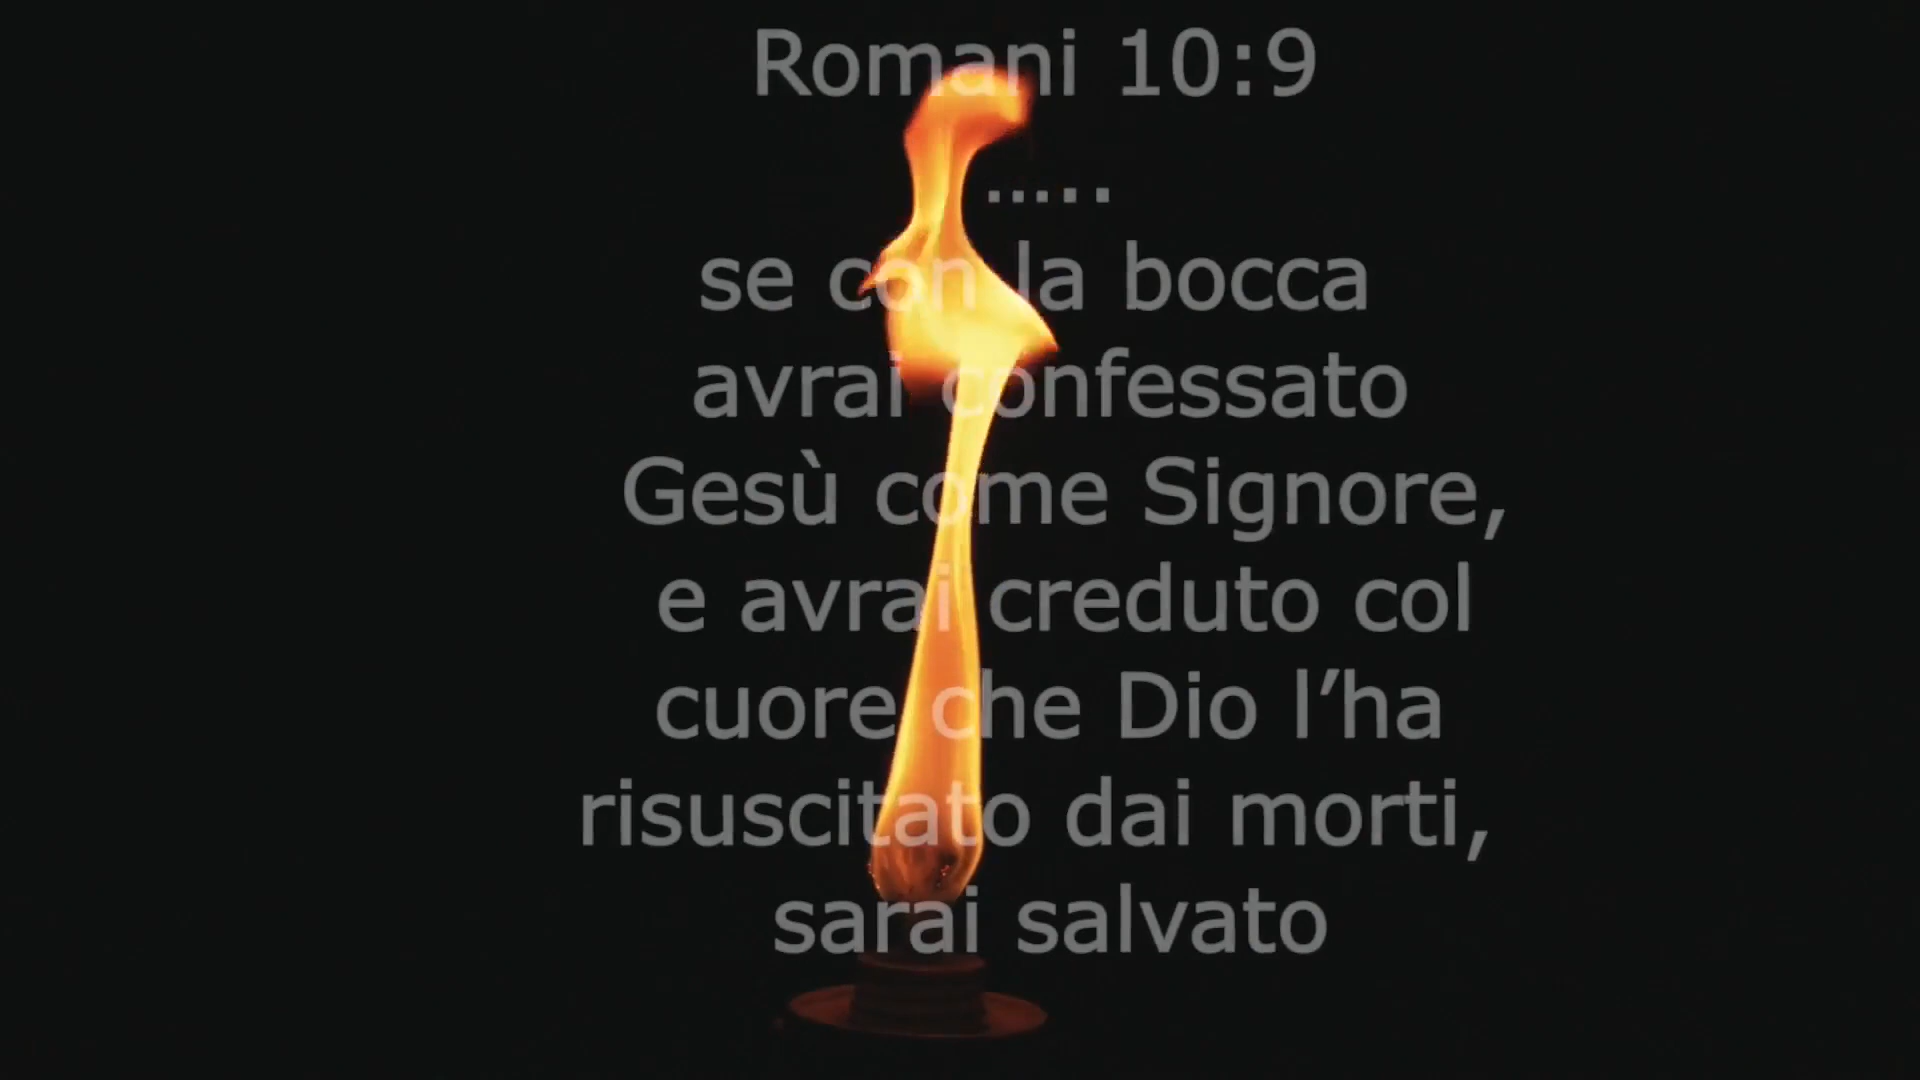 Romani 10:9
.....
se con la bocca
avrai confessato
Gesù come Signore,
e avrai creduto col
cuore che Dio l’ha
risuscitato dai morti,
sarai salvato